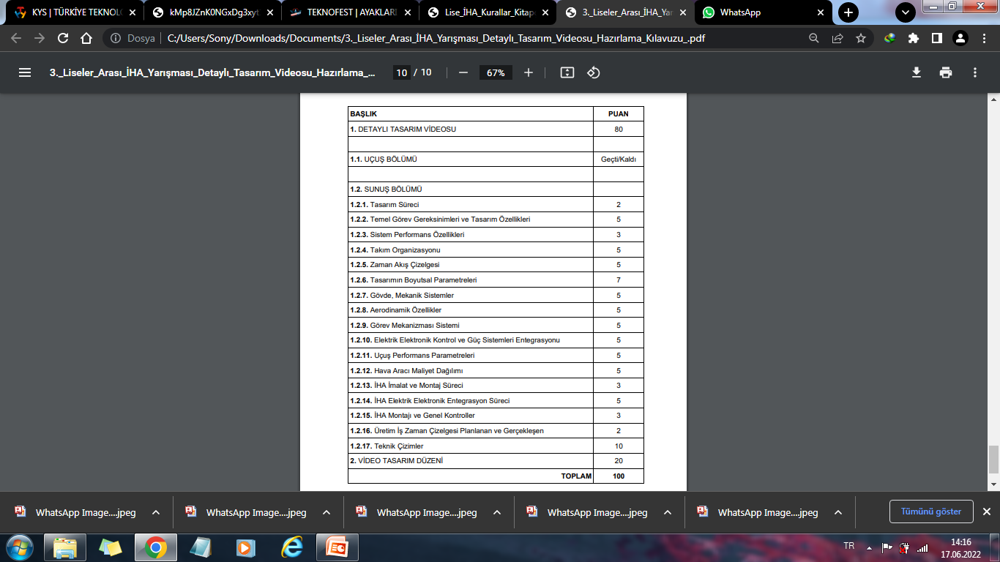 KYS | TÜRKİYE TEKNOLO
kMp8JZnK0NGxDg3xyt
TEKNOFEST | AYAKLARI
Lise_İHA_Kurallar_Kitap
3._Liseler_Arası_İHA_Yar
WhatsApp
Dosya
C:/Users/Sony/Downloads/Documents/3._Liseler_Arası_İHA_Yarışması_Detaylı_Tasarım_Videosu_Hazırlama_Kılavuzu_.pdf
3._Liseler_Arası_İHA_Yarışması_Detaylı_Tasarım_Videosu_Hazırlama_...
10 / 10
67%
BAŞLIK PUAN
1. DETAYLI TASARIM VİDEOSU 80
1.1. UÇUŞ BÖLÜMÜ Geçti/Kaldı
1.2. SUNUŞ BÖLÜMÜ
1.2.1. Tasarım Süreci 2
1.2.2. Temel Görev Gereksinimleri ve Tasarım Özellikleri 5
1.2.3. Sistem Performans Özellikleri 3
1.2.4. Takım Organizasyonu 5
1.2.5. Zaman Akış Çizelgesi 5
1.2.6. Tasarımın Boyutsal Parametreleri 7
1.2.7. Gövde, Mekanik Sistemler 5
1.2.8. Aerodinamik Özellikler 5
1.2.9. Görev Mekanizması Sistemi 5
1.2.10. Elektrik Elektronik Kontrol ve Güç Sistemleri Entegrasyonu 5
1.2.11. Uçuş Performans Parametreleri 5
1.2.12. Hava Aracı Maliyet Dağılımı 5
1.2.13. İHA İmalat ve Montaj Süreci 3
1.2.14. İHA Elektrik Elektronik Entegrasyon Süreci 5
1.2.15. İHA Montajı ve Genel Kontroller 3
1.2.16. Üretim İş Zaman Çizelgesi Planlanan ve Gerçekleşen 2
1.2.17. Teknik Çizimler 10
2. VİDEO TASARIM DÜZENİ 20
TOPLAM 100
WhatsApp Image....jpeg
WhatsApp Image....jpeg
WhatsApp Image....jpeg
WhatsApp Image....jpeg
WhatsApp Image....jpeg
Tümünü göster
TR
14:16
17.06.2022